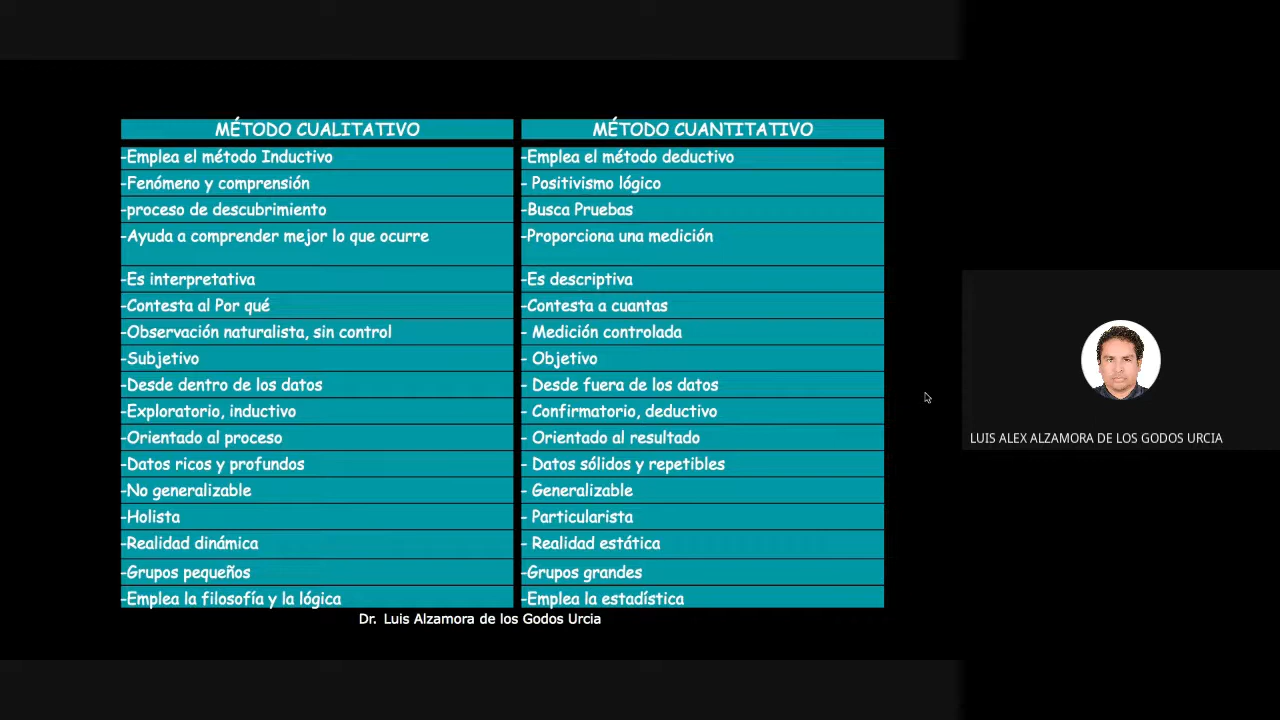 MÉTODO CUALITATIVO
MÉTODO CUANTITATIVO
-Emplea el método Inductivo
-Emplea el método deductivo
-Fenómeno y comprensión
- Positivismo lógico
-proceso de descubrimiento
-Busca Pruebas
-Ayuda a comprender mejor lo que ocurre
-Proporciona una medición
-Es interpretativa
-Es descriptiva
-Contesta al Por qué
-Contesta a cuantas
-Observación naturalista, sin control
- Medición controlada
-Subjetivo
- Objetivo
-Desde dentro de los datos
- Desde fuera de los datos
-Exploratorio, inductivo
- Confirmatorio, deductivo
-Orientado al proceso
- Orientado al resultado
-Datos ricos y profundos
- Datos sólidos y repetibles
-No generalizable
- Generalizable
-Holista
- Particularista
-Realidad dinámica
- Realidad estática
-Grupos pequeños
-Grupos grandes
-Emplea la filosofía y la lógica
-Emplea la estadística
Dr. Luis Alzamora de los Godos Urcia
LUIS ALEX ALZAMORA DE LOS GODOS URCIA